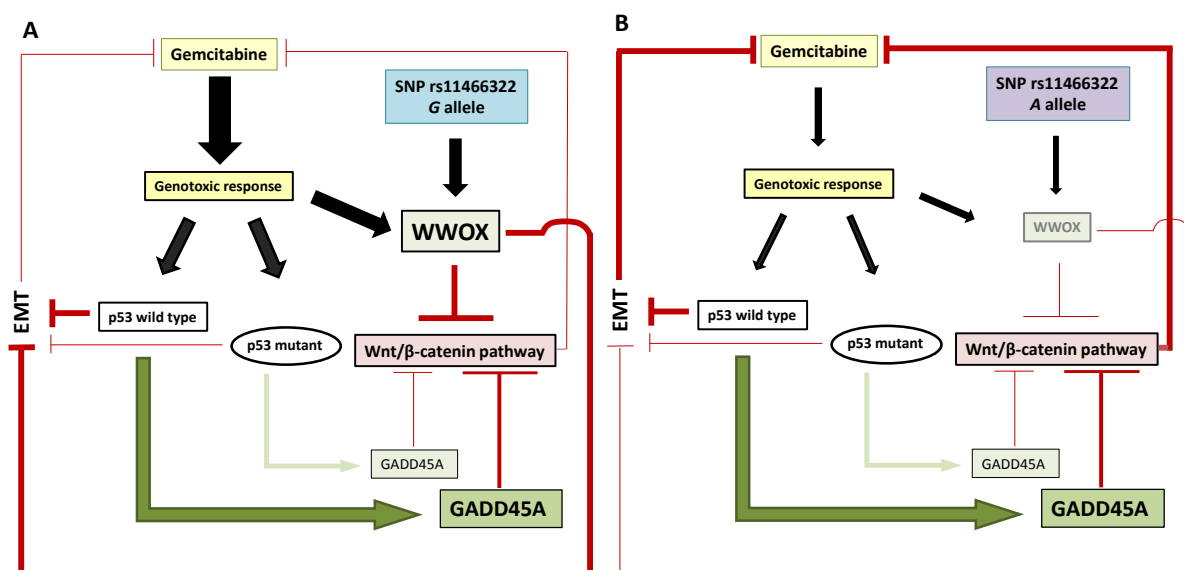 A
Gemcitabine
SNP rs11466322
G allele
Genotoxic response
WWOX
EMT
p53 wild type
p53 mutant
Wnt/β-catenin pathway
GADD45A
GADD45A
B
Gemcitabine
SNP rs11466322
A allele
Genotoxic response
WWOX
EMT
p53 wild type
p53 mutant
Wnt/β-catenin pathway
GADD45A
GADD45A